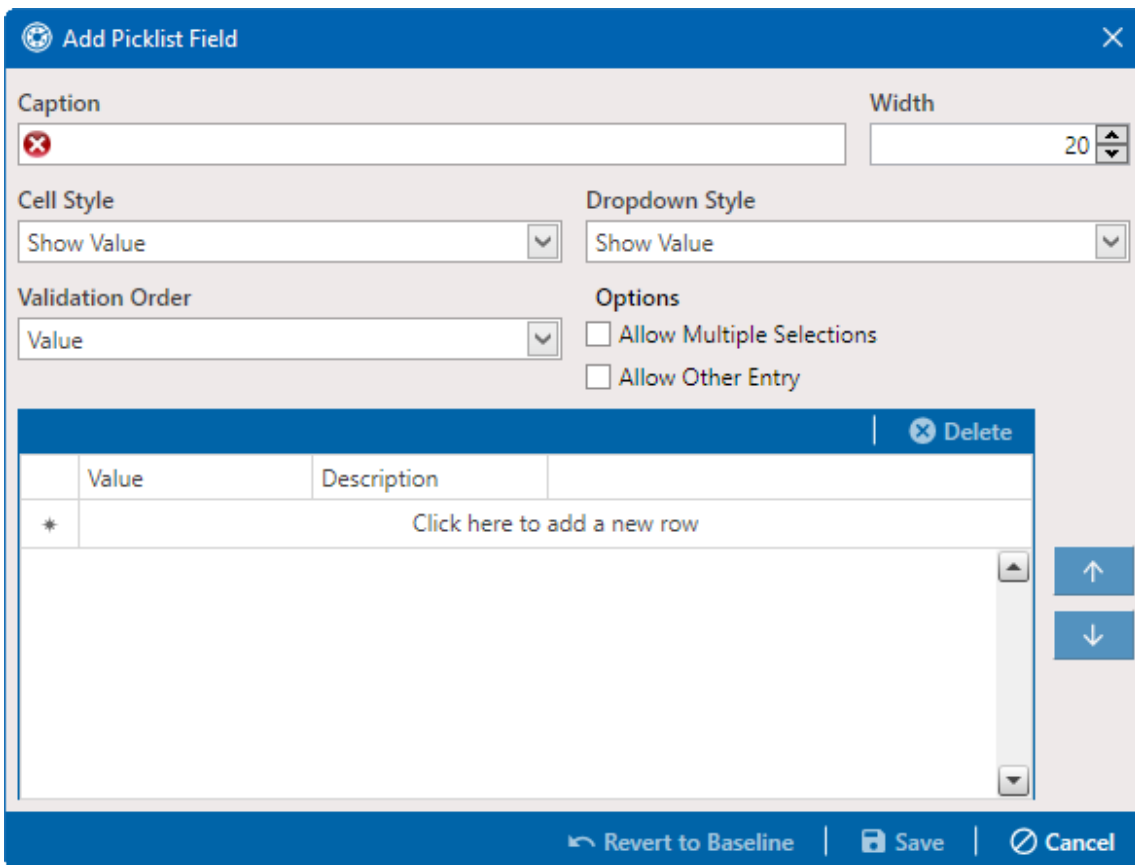 Add Picklist Field
Caption Width
20
Cell Style Dropdown Style
Show Value Show Value
Validation Order Options
Value Allow Multiple Selections
Allow Other Entry
Delete
Value Description
Click here to add a new row
Revert to Baseline Save Cancel